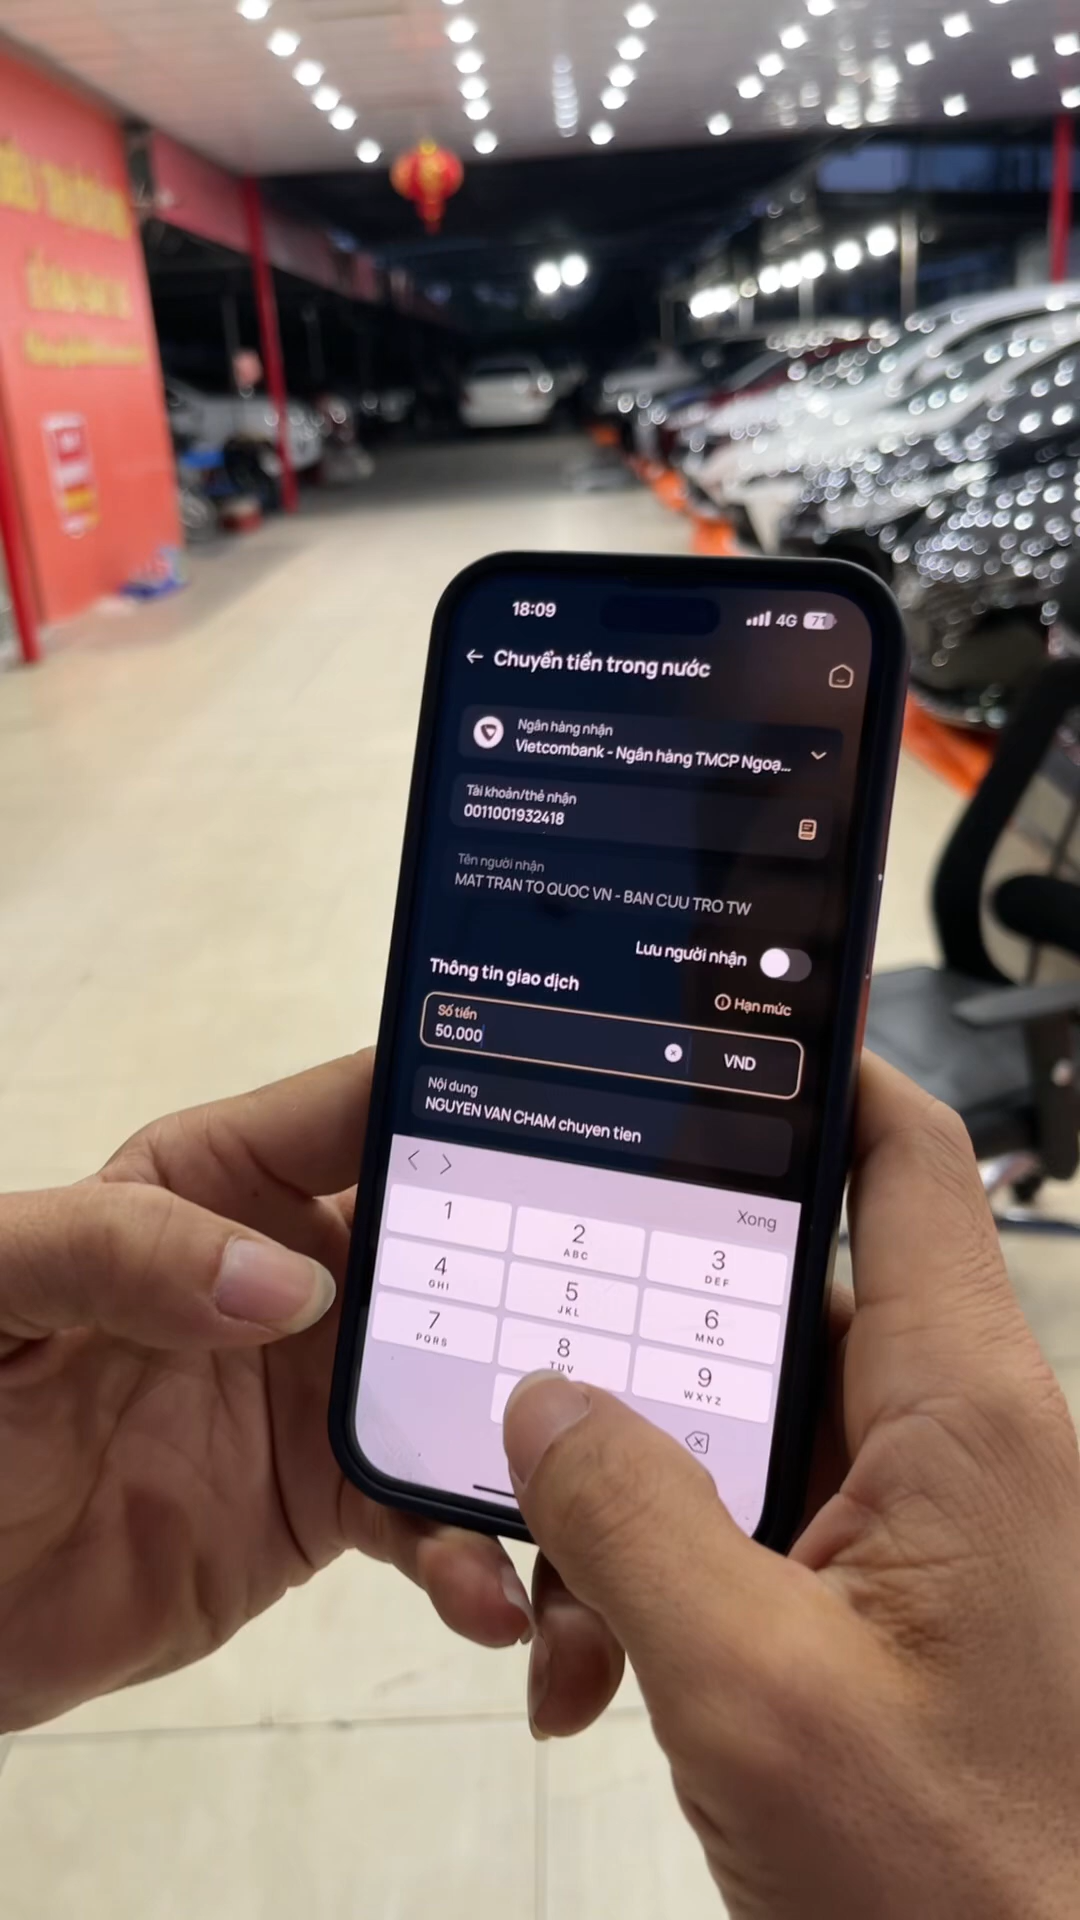 18:09
4G 71
Chuyển tiền trong nước
Ngân hàng nhận
Vietcombank - Ngân hàng TMCP Ngoạ...
Tài khoản/thẻ nhận
0011001932418
Tên người nhận
MAT TRAN TO QUOC VN - BAN CUU TRO TW
Lưu người nhận
Thông tin giao dịch
Hạn mức
Số tiền
50,000
VND
Nội dung
NGUYEN VAN CHAM chuyen tien
Xong
1
2
ABC
3
DEF
4
GHI
5
JKL
6
MNO
7
PQRS
8
TUV
9
WXYZ